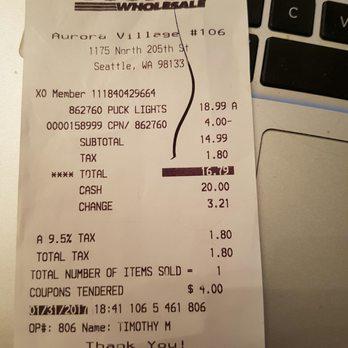 WHOLESALE
Aurora Village #106
1175 North 205th St
Seattle, WA 98133
XO Member 111840429664
862760 PUCK LIGHTS 18.99 A
0000158999 CPN/ 862760 4.00-
SUBTOTAL 14.99
TAX 1.80
**** TOTAL 16.79
CASH 20.00
CHANGE 3.21
A 9.5% TAX 1.80
TOTAL TAX 1.80
TOTAL NUMBER OF ITEMS SOLD = 1
COUPONS TENDERED $ 4.00
01/31/2017 18:41 106 5 461 806
OP#: 806 Name: TIMOTHY M
Thank You!